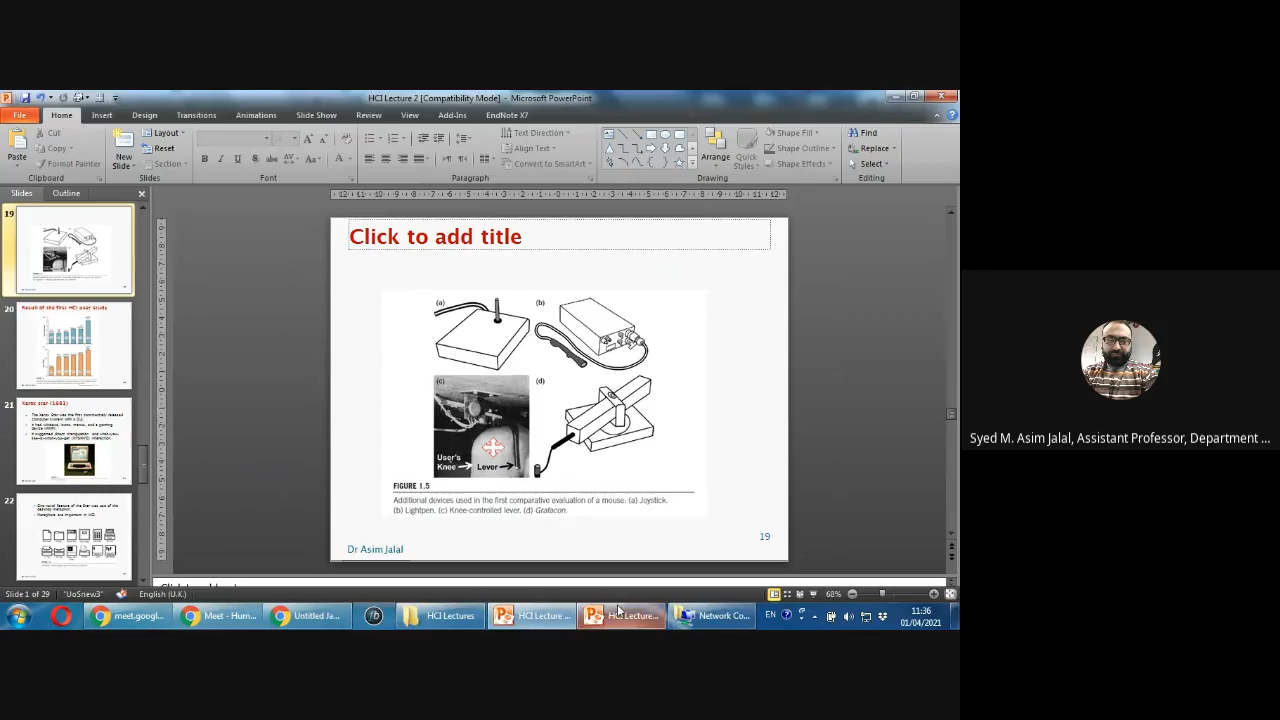 HCI Lecture 2 [Compatibility Mode] - Microsoft PowerPoint
File Home Insert Design Transitions Animations Slide Show Review View Add-Ins EndNote X7
Paste
Cut
Copy
Format Painter
Clipboard
New Slide
Layout
Reset
Section
Slides
Font
Text Direction
Align Text
Convert to SmartArt
Paragraph
Arrange
Quick Styles
Shape Fill
Shape Outline
Shape Effects
Drawing
Find
Replace
Select
Editing
Slides Outline
19
20
Result of the first HCI user study
21
Xerox star (1981)
22
Click to add title
(a)
(b)
(c)
(d)
User's
Knee
Lever
FIGURE 1.5
Additional devices used in the first comparative evaluation of a mouse: (a) Joystick.
(b) Lightpen. (c) Knee-controlled lever. (d) Grafacon.
19
Dr Asim Jalal
Slide 1 of 29 "UoSnew3" English (U.K.) 68%
meet.googl... Meet - Hum... Untitled Ja... HCI Lectures HCI Lecture ... HCI Lecture... Network Co... EN
11:36
01/04/2021
Syed M. Asim Jalal, Assistant Professor, Department ...